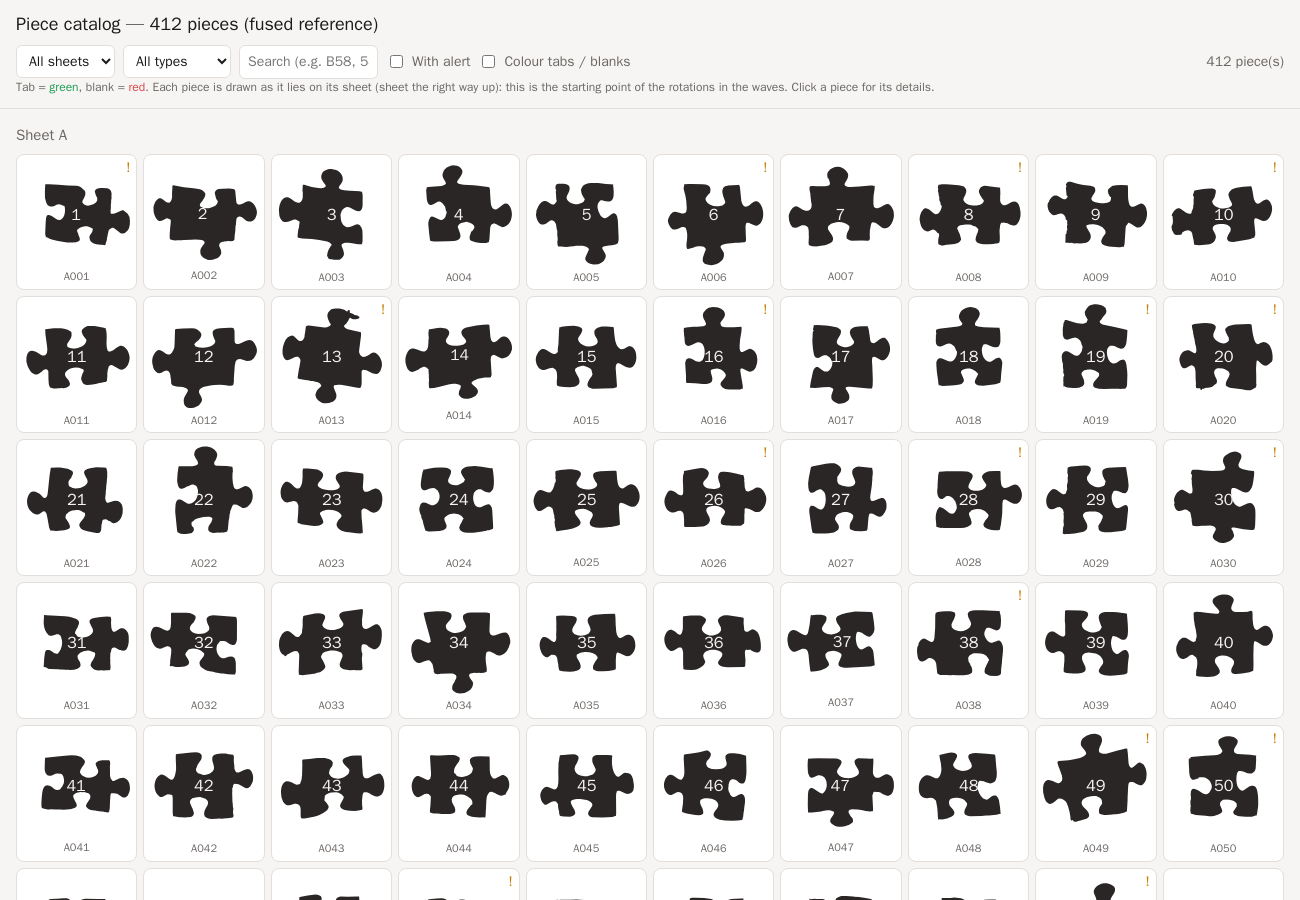 Piece catalog — 412 pieces (fused reference)
All sheets All types Search (e.g. B58, 5 With alert Colour tabs / blanks 412 piece(s)
Tab = green, blank = red. Each piece is drawn as it lies on its sheet (sheet the right way up): this is the starting point of the rotations in the waves. Click a piece for its details.
Sheet A
! ! ! !
1 2 3 4 5 6 7 8 9 10
A001 A002 A003 A004 A005 A006 A007 A008 A009 A010
! ! ! !
11 12 13 14 15 16 17 18 19 20
A011 A012 A013 A014 A015 A016 A017 A018 A019 A020
! ! !
21 22 23 24 25 26 27 28 29 30
A021 A022 A023 A024 A025 A026 A027 A028 A029 A030
!
31 32 33 34 35 36 37 38 39 40
A031 A032 A033 A034 A035 A036 A037 A038 A039 A040
! !
41 42 43 44 45 46 47 48 49 50
A041 A042 A043 A044 A045 A046 A047 A048 A049 A050
! !